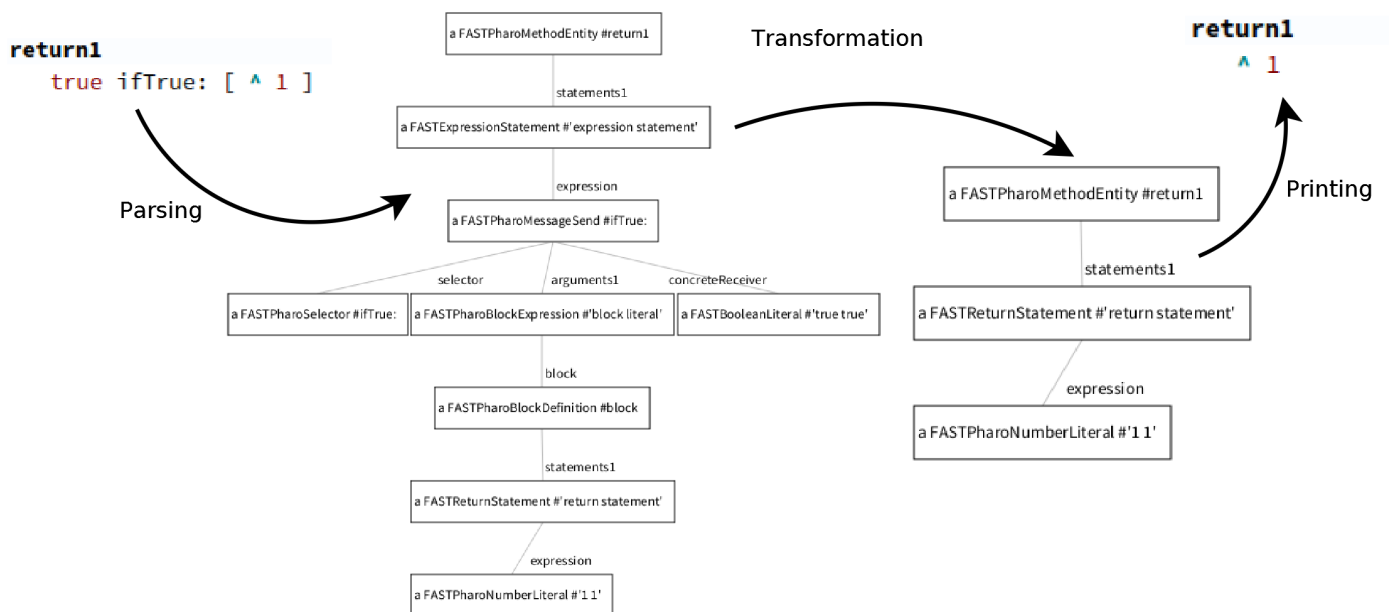 return1
true ifTrue: [ ^ 1 ]
Parsing
a FASTPharoMethodEntity #return1
statements1
a FASTExpressionStatement #'expression statement'
expression
a FASTPharoMessageSend #ifTrue:
selector
arguments1
concreteReceiver
a FASTPharoSelector #ifTrue:
a FASTPharoBlockExpression #'block literal'
a FASTBooleanLiteral #'true true'
block
a FASTPharoBlockDefinition #block
statements1
a FASTReturnStatement #'return statement'
expression
a FASTPharoNumberLiteral #'1 1'
Transformation
a FASTPharoMethodEntity #return1
statements1
a FASTReturnStatement #'return statement'
expression
a FASTPharoNumberLiteral #'1 1'
Printing
return1
^ 1